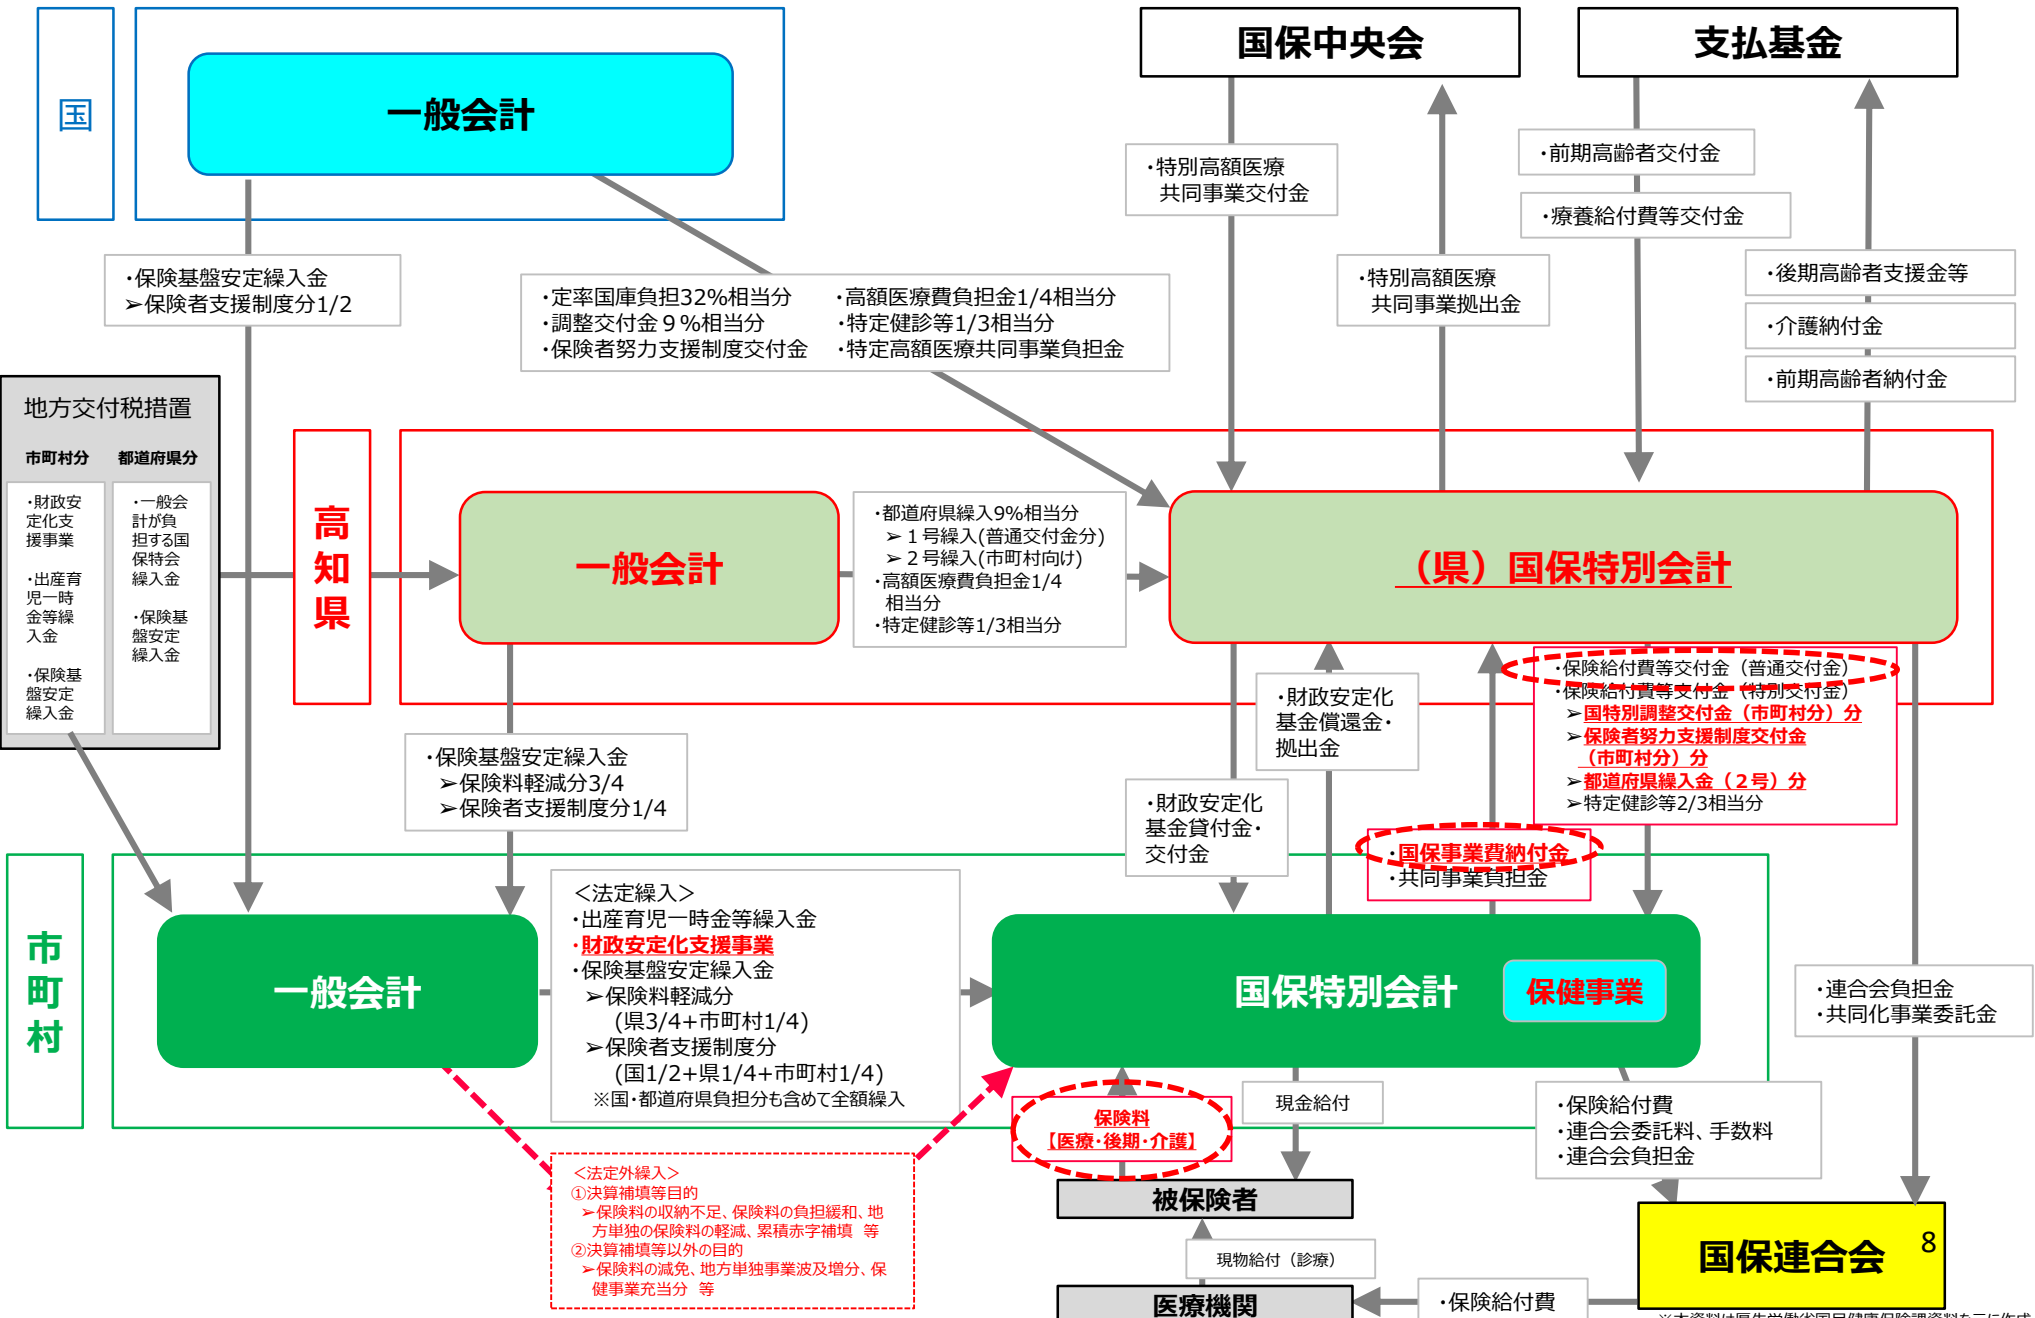 国
一般会計
国保中央会
支払基金
・特別高額医療
共同事業交付金
・前期高齢者交付金
・療養給付費等交付金
・保険基盤安定繰入金
➢保険者支援制度分1/2
・定率国庫負担32%相当分
・調整交付金９%相当分
・保険者努力支援制度交付金
・高額医療費負担金1/4相当分
・特定健診等1/3相当分
・特定高額医療共同事業負担金
・特別高額医療
共同事業拠出金
・後期高齢者支援金等
・介護納付金
・前期高齢者納付金
地方交付税措置
市町村分
都道府県分
・財政安
定化支
援事業
・出産育
児一時
金等繰
入金
・保険基
盤安定
繰入金
・一般会
計が負
担する国
保特会
繰入金
・保険基
盤安定
繰入金
高
知
県
一般会計
・都道府県繰入9%相当分
➢１号繰入(普通交付金分)
➢２号繰入(市町村向け)
・高額医療費負担金1/4
相当分
・特定健診等1/3相当分
（県）国保特別会計
・保険基盤安定繰入金
➢保険料軽減分3/4
➢保険者支援制度分1/4
・財政安定化
基金償還金・
拠出金
・財政安定化
基金貸付金・
交付金
・保険給付費等交付金（普通交付金）
・保険給付費等交付金（特別交付金）
➢国特別調整交付金（市町村分）分
➢保険者努力支援制度交付金
（市町村分）分
➢都道府県繰入金（２号）分
➢特定健診等2/3相当分
・国保事業費納付金
・共同事業負担金
市
町
村
一般会計
＜法定繰入＞
・出産育児一時金等繰入金
・財政安定化支援事業
・保険基盤安定繰入金
➢保険料軽減分
(県3/4+市町村1/4)
➢保険者支援制度分
(国1/2+県1/4+市町村1/4)
※国・都道府県負担分も含めて全額繰入
国保特別会計
保健事業
・連合会負担金
・共同化事業委託金
保険料
【医療・後期・介護】
現金給付
・保険給付費
・連合会委託料、手数料
・連合会負担金
＜法定外繰入＞
①決算補填等目的
➢保険料の収納不足、保険料の負担緩和、地
方単独の保険料の軽減、累積赤字補填 等
②決算補填等以外の目的
➢保険料の減免、地方単独事業波及増分、保
健事業充当分 等
被保険者
現物給付（診療）
医療機関
・保険給付費
国保連合会
8
※本資料は厚生労働省国民健康保険課資料を元に作成